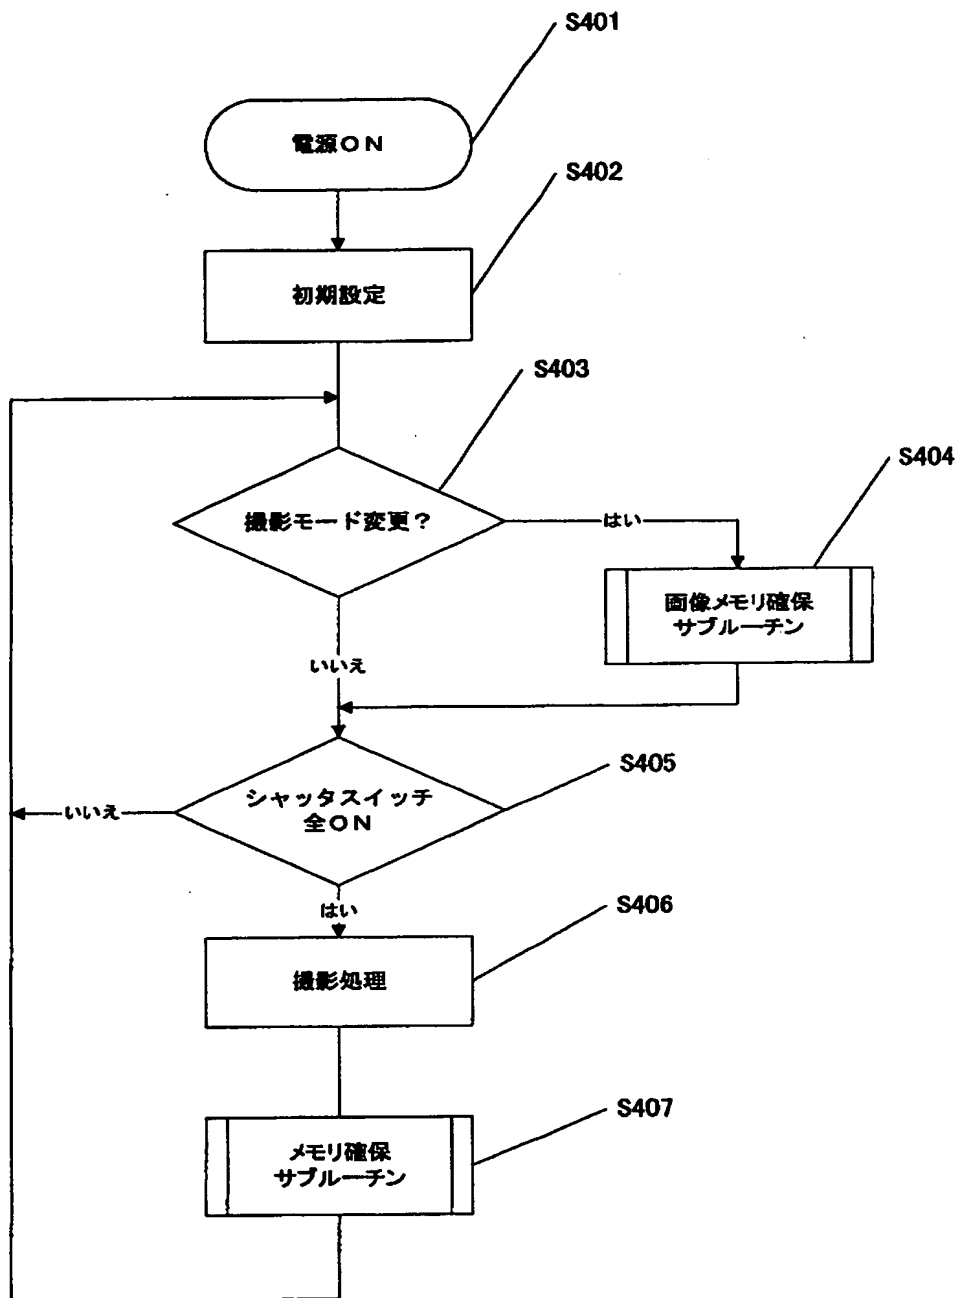 S401
電源ON
S402
初期設定
S403
撮影モード変更?
はい
S404
画像メモリ確保
サブルーチン
いいえ
S405
シャッタスイッチ
全ON
いいえ
はい
S406
撮影処理
S407
メモリ確保
サブルーチン